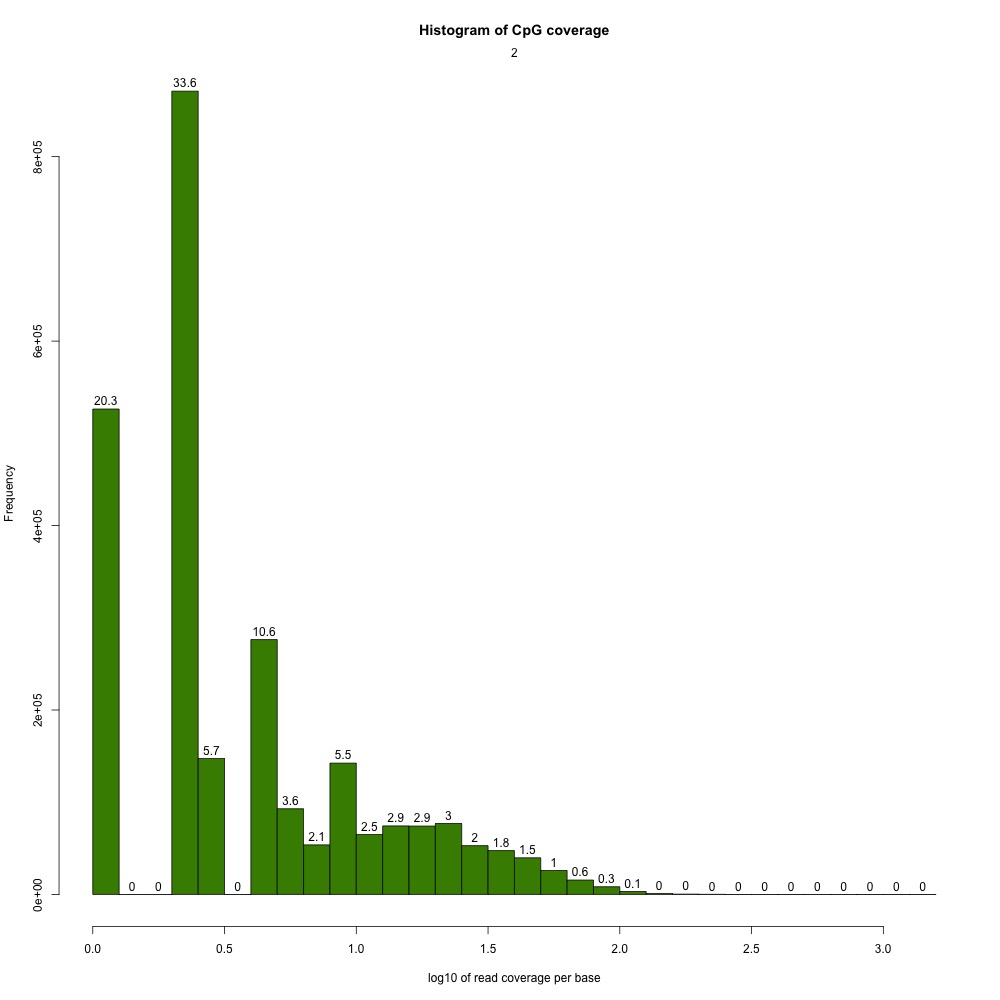 Histogram of CpG coverage
2
33.6
8e+05
6e+05
20.3
Frequency
4e+05
10.6
2e+05
5.7
5.5
3.6
2.1
2.5
2.9
2.9
3
2
1.8
1.5
1
0.6
0.3
0.1
0 0 0 0 0 0 0 0 0 0 0 0 0 0
0e+00
0.0 0.5 1.0 1.5 2.0 2.5 3.0
log10 of read coverage per base